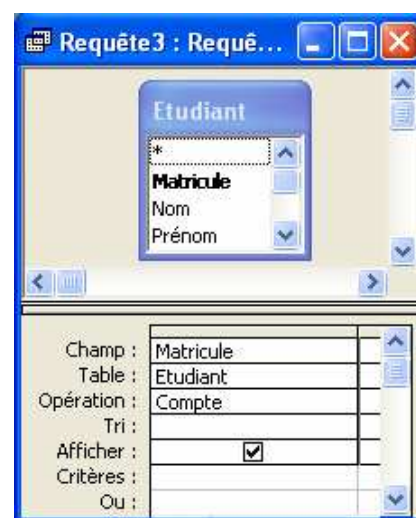 Requête3 : Requê...
Etudiant
*
Matricule
Nom
Prénom
Champ : Matricule
Table : Etudiant
Opération : Compte
Tri :
Afficher :
Critères :
Ou :